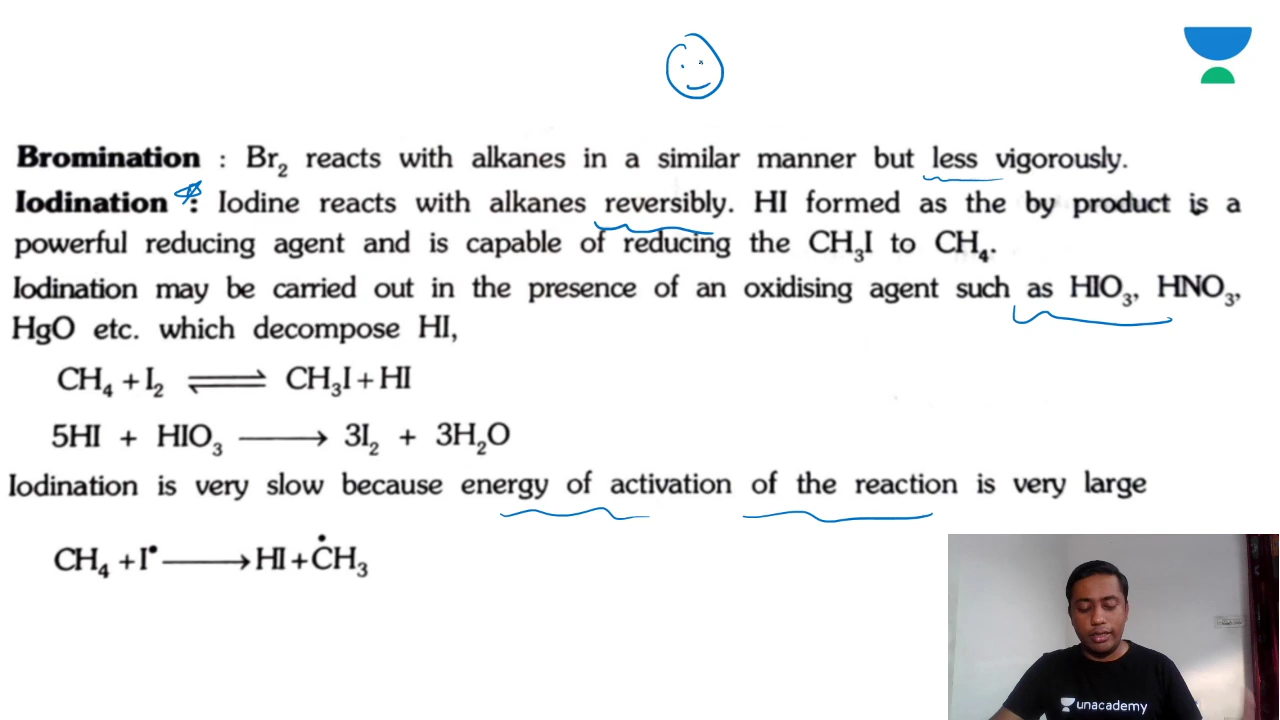 Bromination : Br₂ reacts with alkanes in a similar manner but less vigorously.
Iodination : Iodine reacts with alkanes reversibly. HI formed as the by product is a
powerful reducing agent and is capable of reducing the CH₃I to CH₄.
Iodination may be carried out in the presence of an oxidising agent such as HIO₃, HNO₃,
HgO etc. which decompose HI,
CH₄ + I₂ ⇌ CH₃I + HI
5HI + HIO₃ ⟶ 3I₂ + 3H₂O
Iodination is very slow because energy of activation of the reaction is very large
CH₄ + I• ⟶ HI + ĊH₃
unacademy